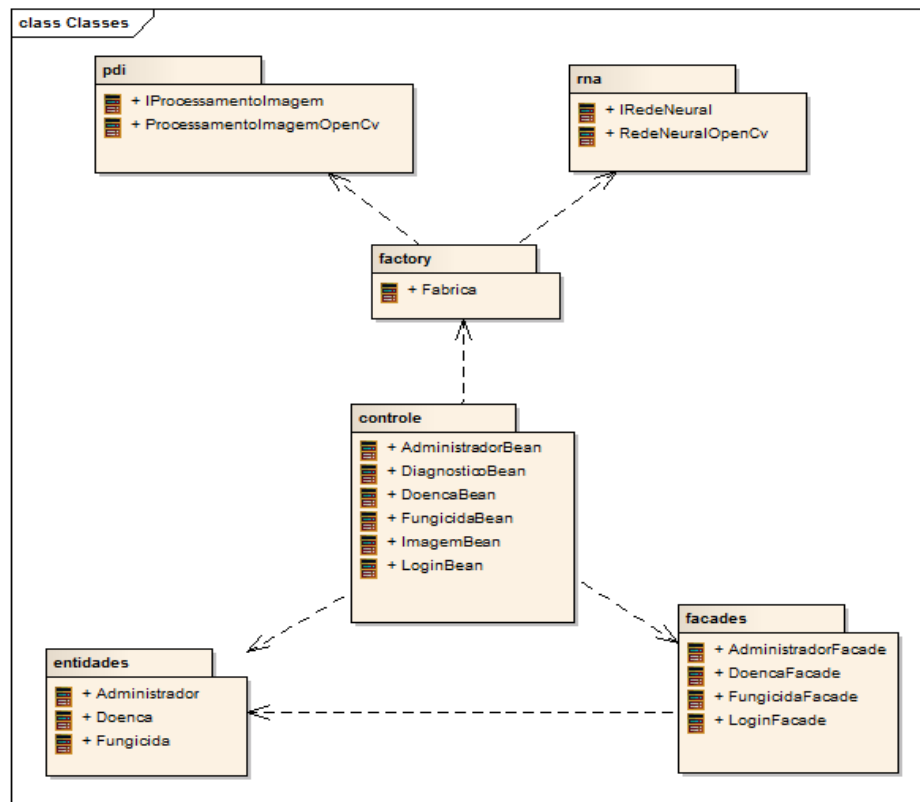 class Classes
pdi
+ IProcessamentoImagem
+ ProcessamentoImagemOpenCv
rna
+ IRedeNeural
+ RedeNeuralOpenCv
factory
+ Fabrica
controle
+ AdministradorBean
+ DiagnosticoBean
+ DoencaBean
+ FungicidaBean
+ ImagemBean
+ LoginBean
facades
+ AdministradorFacade
+ DoencaFacade
+ FungicidaFacade
+ LoginFacade
entidades
+ Administrador
+ Doenca
+ Fungicida